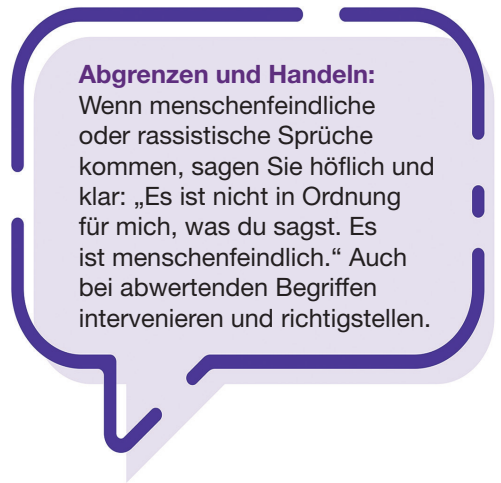 Abgrenzen und Handeln:
Wenn menschenfeindliche
oder rassistische Sprüche
kommen, sagen Sie höflich und
klar: „Es ist nicht in Ordnung
für mich, was du sagst. Es
ist menschenfeindlich.“ Auch
bei abwertenden Begriffen
intervenieren und richtigstellen.